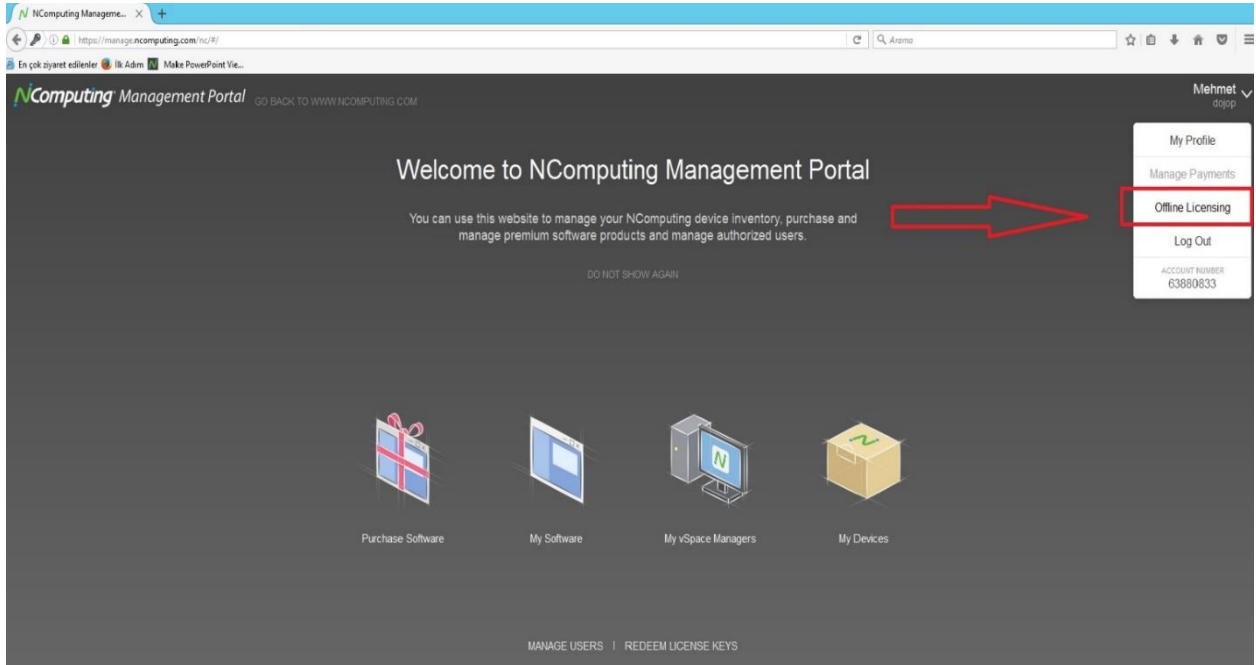 NComputing Manageme...
https://manage.ncomputing.com/nc/#/
Arama
En çok ziyaret edilenler İlk Adım Make PowerPoint Vie...
NComputing Management Portal GO BACK TO WWW.NCOMPUTING.COM
Mehmet
dojop
My Profile
Manage Payments
Offline Licensing
Log Out
ACCOUNT NUMBER
63880833
Welcome to NComputing Management Portal
You can use this website to manage your NComputing device inventory, purchase and
manage premium software products and manage authorized users.
DO NOT SHOW AGAIN
Purchase Software My Software My vSpace Managers My Devices
MANAGE USERS | REDEEM LICENSE KEYS